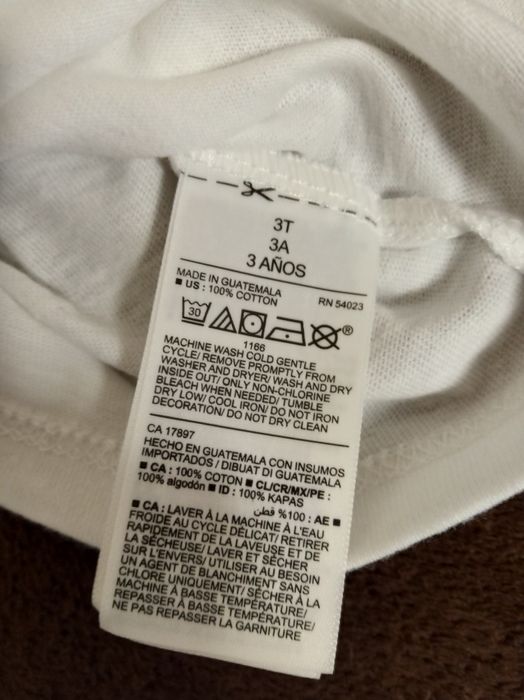 3T
3A
3 AÑOS
MADE IN GUATEMALA
■ US : 100% COTTON RN 54023
30 ®
1166
MACHINE WASH COLD GENTLE
CYCLE/ REMOVE PROMPTLY FROM
WASHER AND DRYER/ WASH AND DRY
INSIDE OUT/ ONLY NON-CHLORINE
BLEACH WHEN NEEDED/ TUMBLE
DRY LOW/ COOL IRON/ DO NOT IRON
DECORATION/ DO NOT DRY CLEAN
CA 17897
HECHO EN GUATEMALA CON INSUMOS
IMPORTADOS / DIBUAT DI GUATEMALA
■ CA : 100% COTON ■ CL/CR/MX/PE :
100% algodón ■ ID : 100% KAPAS
■ AE : 100% قطن
■ CA : LAVER À LA MACHINE À L'EAU
FROIDE AU CYCLE DÉLICAT/ RETIRER
RAPIDEMENT DE LA LAVEUSE ET DE
LA SÉCHEUSE/ LAVER ET SÉCHER
SUR L'ENVERS/ UTILISER AU BESOIN
UN AGENT DE BLANCHIMENT SANS
CHLORE UNIQUEMENT/ SÉCHER À LA
MACHINE À BASSE TEMPÉRATURE/
REPASSER À BASSE TEMPÉRATURE/
NE PAS REPASSER LA GARNITURE